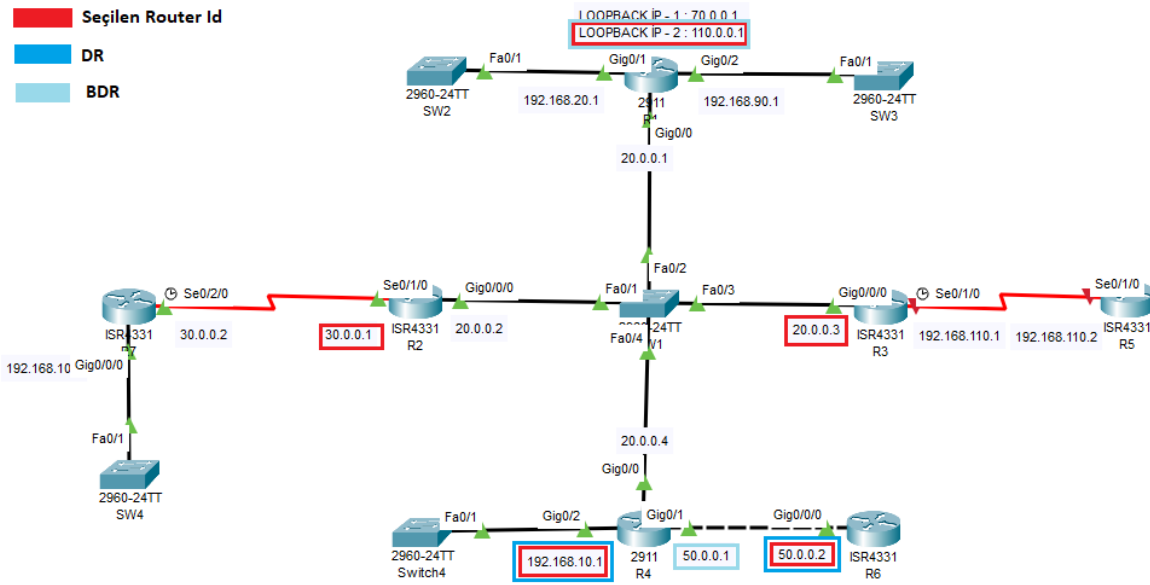 Seçilen Router Id
DR
BDR
LOOPBACK İP - 1 : 70.0.0.1
LOOPBACK İP - 2 : 110.0.0.1
Fa0/1
Gig0/1
Gig0/2
Fa0/1
2960-24TT
SW2
192.168.20.1
2911
R1
192.168.90.1
2960-24TT
SW3
Gig0/0
20.0.0.1
Fa0/2
Se0/2/0
Se0/1/0
Gig0/0/0
Fa0/1
Fa0/3
Gig0/0/0
Se0/1/0
Se0/1/0
ISR4331
30.0.0.2
30.0.0.1
ISR4331
R2
20.0.0.2
Fa0/4
20.0.0.3
ISR4331
R3
192.168.110.1
192.168.110.2
ISR4331
R5
192.168.10
Gig0/0/0
Fa0/1
2960-24TT
SW4
20.0.0.4
Gig0/0
Fa0/1
Gig0/2
Gig0/1
Gig0/0/0
2960-24TT
Switch4
192.168.10.1
2911
R4
50.0.0.1
50.0.0.2
ISR4331
R6